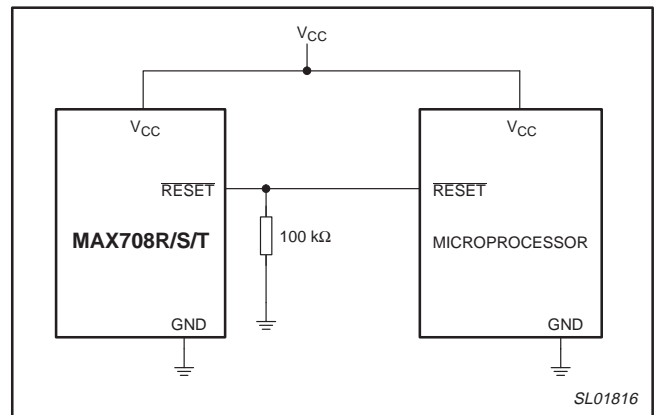 VCC
VCC
VCC
RESET
RESET
MAX708R/S/T
100 kΩ
MICROPROCESSOR
GND
GND
SL01816